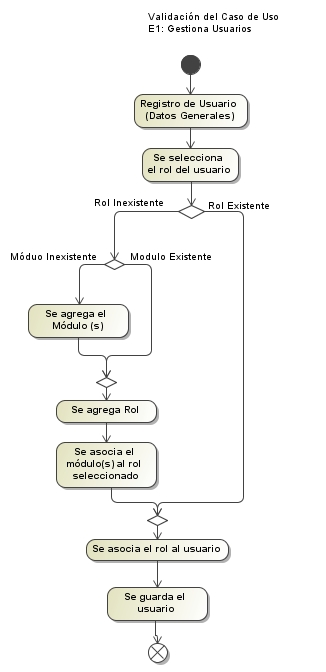 Validación del Caso de Uso
E1: Gestiona Usuarios
Registro de Usuario
(Datos Generales)
Se selecciona
el rol del usuario
Rol Inexistente
Rol Existente
Móduo Inexistente
Modulo Existente
Se agrega el
Módulo (s)
Se agrega Rol
Se asocia el
módulo(s) al rol
seleccionado
Se asocia el rol al usuario
Se guarda el
usuario